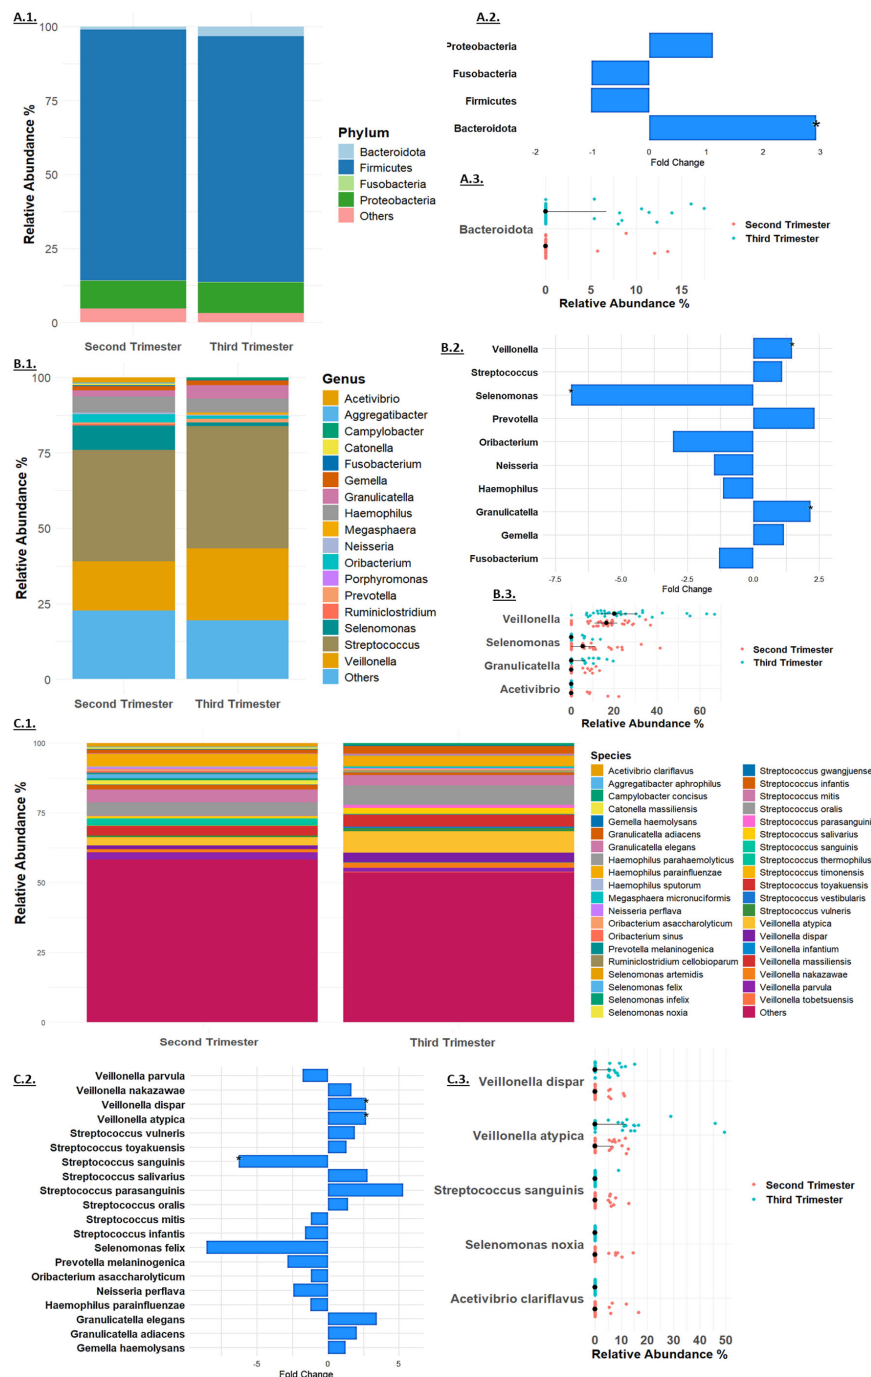 A.1.
100
75
50
25
0
Relative Abundance %
Second Trimester
Third Trimester
Phylum
Bacteroidota
Firmicutes
Fusobacteria
Proteobacteria
Others
A.2.
Proteobacteria
Fusobacteria
Firmicutes
Bacteroidota
*
-2
-1
0
1
2
3
Fold Change
A.3.
Bacteroidota
0
5
10
15
Relative Abundance %
Second Trimester
Third Trimester
B.1.
100
75
50
25
0
Relative Abundance %
Second Trimester
Third Trimester
Genus
Acetivibrio
Aggregatibacter
Campylobacter
Catonella
Fusobacterium
Gemella
Granulicatella
Haemophilus
Megasphaera
Neisseria
Oribacterium
Porphyromonas
Prevotella
Ruminiclostridium
Selenomonas
Streptococcus
Veillonella
Others
B.2.
Veillonella
*
Streptococcus
Selenomonas
*
Prevotella
Oribacterium
Neisseria
Haemophilus
Granulicatella
*
Gemella
Fusobacterium
-7.5
-5.0
-2.5
0.0
2.5
Fold Change
B.3.
Veillonella
Selenomonas
Granulicatella
Acetivibrio
0
20
40
60
Relative Abundance %
Second Trimester
Third Trimester
C.1.
100
75
50
25
0
Relative Abundance %
Second Trimester
Third Trimester
Species
Acetivibrio clariflavus
Aggregatibacter aphrophilus
Campylobacter concisus
Catonella massiliensis
Gemella haemolysans
Granulicatella adiacens
Granulicatella elegans
Haemophilus parahaemolyticus
Haemophilus parainfluenzae
Haemophilus sputorum
Megasphaera micronuciformis
Neisseria perflava
Oribacterium asaccharolyticum
Oribacterium sinus
Prevotella melaninogenica
Ruminiclostridium cellobioparum
Selenomonas artemidis
Selenomonas felix
Selenomonas infelix
Selenomonas noxia
Streptococcus gwangjuense
Streptococcus infantis
Streptococcus mitis
Streptococcus oralis
Streptococcus parasanguinis
Streptococcus salivarius
Streptococcus sanguinis
Streptococcus thermophilus
Streptococcus timonensis
Streptococcus toyakuensis
Streptococcus vestibularis
Streptococcus vulneris
Veillonella atypica
Veillonella dispar
Veillonella infantium
Veillonella massiliensis
Veillonella nakazawae
Veillonella parvula
Veillonella tobetsuensis
Others
C.2.
Veillonella parvula
Veillonella nakazawae
Veillonella dispar
*
Veillonella atypica
*
Streptococcus vulneris
Streptococcus toyakuensis
Streptococcus sanguinis
*
Streptococcus salivarius
Streptococcus parasanguinis
Streptococcus oralis
Streptococcus mitis
Streptococcus infantis
Selenomonas felix
Prevotella melaninogenica
Oribacterium asaccharolyticum
Neisseria perflava
Haemophilus parainfluenzae
Granulicatella elegans
Granulicatella adiacens
Gemella haemolysans
-5
0
5
Fold Change
C.3.
Veillonella dispar
Veillonella atypica
Streptococcus sanguinis
Selenomonas noxia
Acetivibrio clariflavus
0
10
20
30
40
50
Relative Abundance %
Second Trimester
Third Trimester